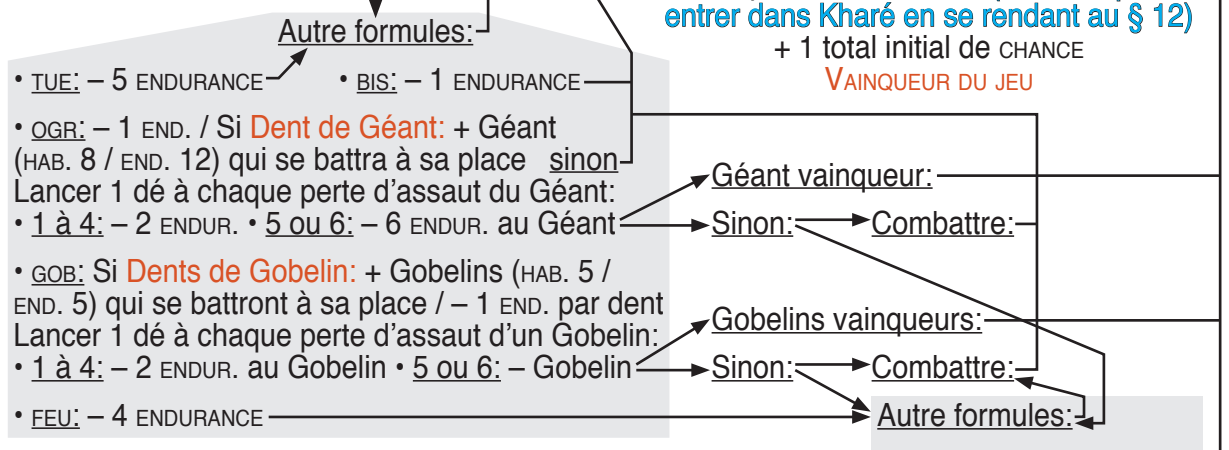 entrer dans Kharé en se rendant au § 12)
+ 1 total initial de CHANCE
VAINQUEUR DU JEU
Autre formules:
• TUE: – 5 ENDURANCE • BIS: – 1 ENDURANCE
• OGR: – 1 END. / Si Dent de Géant: + Géant
(HAB. 8 / END. 12) qui se battra à sa place sinon
Lancer 1 dé à chaque perte d'assaut du Géant:
• 1 à 4: – 2 ENDUR. • 5 ou 6: – 6 ENDUR. au Géant
Géant vainqueur:
Sinon: Combattre:
• GOB: Si Dents de Gobelin: + Gobelins (HAB. 5 /
END. 5) qui se battront à sa place / – 1 END. par dent
Lancer 1 dé à chaque perte d'assaut d'un Gobelin:
• 1 à 4: – 2 ENDUR. au Gobelin • 5 ou 6: – Gobelin
Gobelins vainqueurs:
Sinon: Combattre:
• FEU: – 4 ENDURANCE
Autre formules: